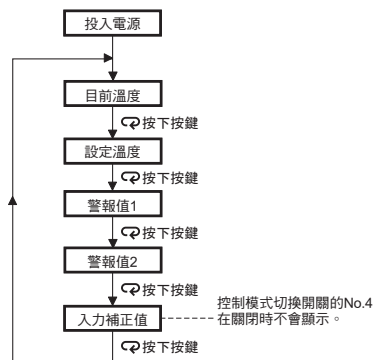 投入電源
目前溫度
按下按鍵
設定溫度
按下按鍵
警報值1
按下按鍵
警報值2
按下按鍵
入力補正值
控制模式切換開關的No.4
在關閉時不會顯示。
按下按鍵